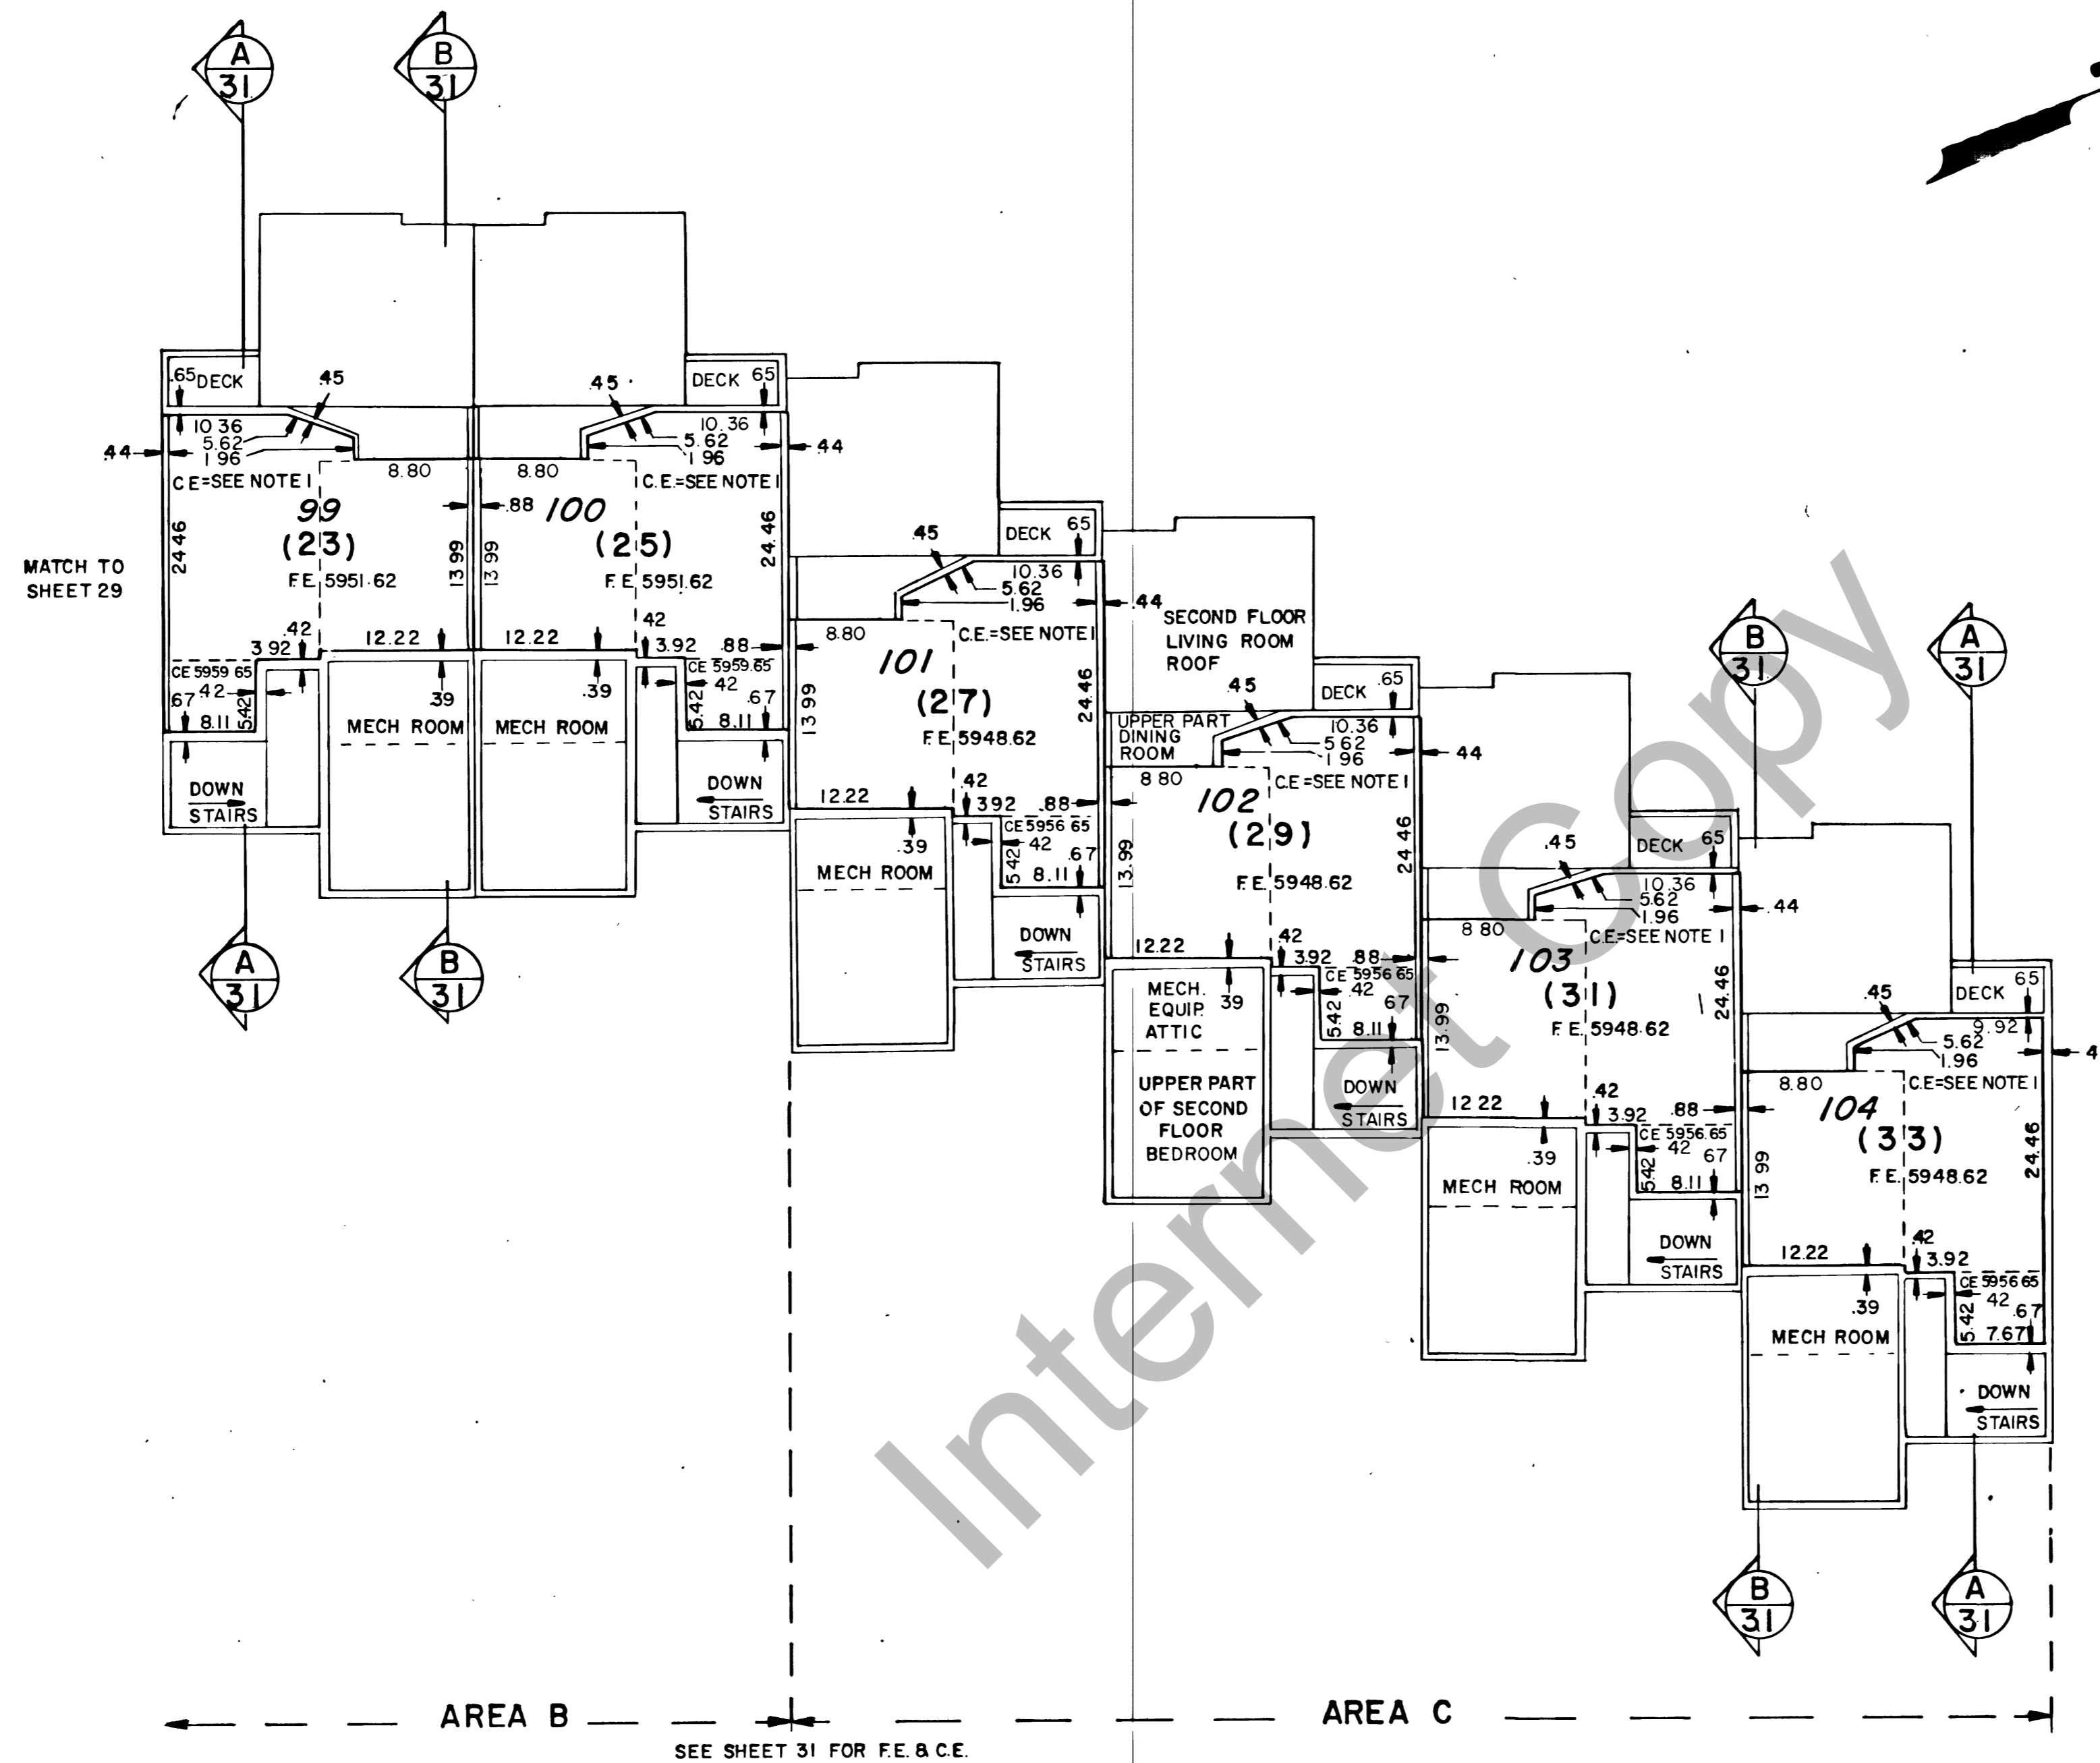 A
31
B
31
.65 DECK
.45
10 36
5.62
1 96
.44
C E=SEE NOTE 1
8.80
99
(23)
F.E. 5951.62
24 46
13 99
.88
.42
3 92
12.22
CE 5959 65
.67
42
5.42
8.11
.39
MECH ROOM
DOWN
STAIRS
MATCH TO
SHEET 29
.45
DECK 65
10.36
5.62
1 96
.44
8.80
C.E.=SEE NOTE 1
100
(25)
F. E. 5951.62
13 99
24.46
12.22
42
3.92
.88
CE 5959.65
42
.67
5.42
8.11
.39
MECH ROOM
DOWN
STAIRS
A
31
B
31
.45
DECK 65
10.36
5.62
1.96
.44
8.80
C.E.=SEE NOTE 1
101
(27)
F. E. 5948.62
13 99
24.46
12.22
.42
3.92
.88
CE 5956 65
42
.67
5.42
8.11
.39
MECH ROOM
DOWN
STAIRS
SECOND FLOOR
LIVING ROOM
ROOF
.45
DECK .65
UPPER PART
DINING
ROOM
10.36
5 62
1 96
.44
8 80
C.E =SEE NOTE 1
102
(29)
F. E. 5948.62
13.99
24 46
12.22
.42
3.92
.88
CE 5956 65
.42
67
5.42
8.11
39
MECH.
EQUIP.
ATTIC
UPPER PART
OF SECOND
FLOOR
BEDROOM
DOWN
STAIRS
B
31
A
31
.45
DECK 65
10.36
5.62
1.96
.44
8 80
C.E.=SEE NOTE 1
103
(31)
F. E. 5948.62
13.99
24.46
12 22
.42
3.92
.88
CE 5956.65
42
67
5.42
8.11
.39
MECH ROOM
DOWN
STAIRS
.45
DECK 65
9.92
5.62
1.96
4
8.80
C.E=SEE NOTE 1
104
(33)
F. E. 5948.62
13 99
24.46
12.22
.42
3.92
CE 5956 65
42
.67
5.42
7.67
.39
MECH ROOM
DOWN
STAIRS
B
31
A
31
AREA B
AREA C
SEE SHEET 31 FOR F.E. & C.E.
Internet Copy